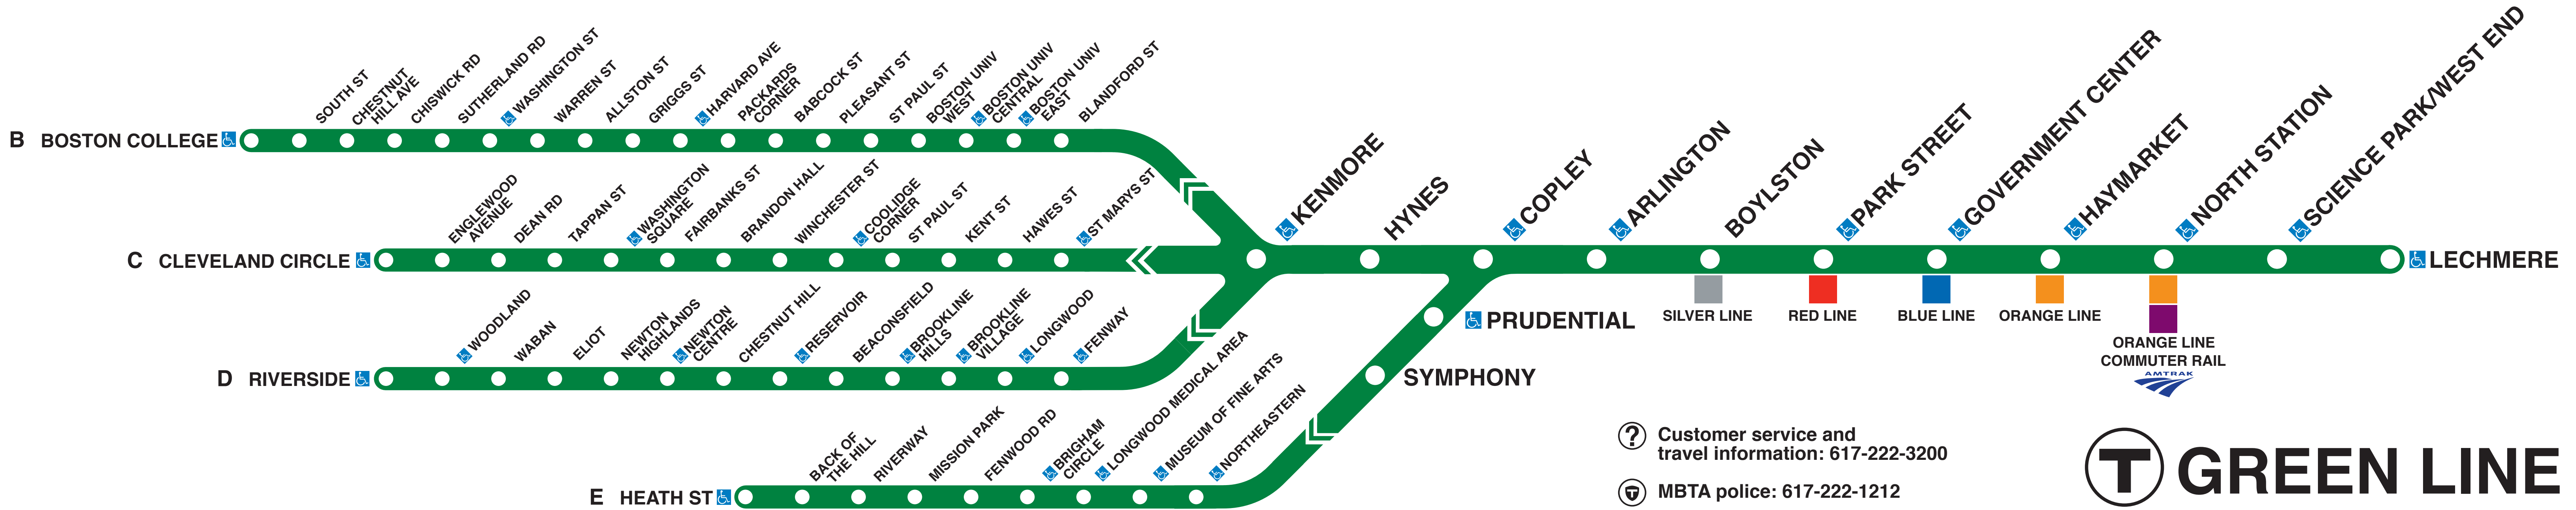 B BOSTON COLLEGE
SOUTH ST
CHESTNUT
HILL AVE
CHISWICK RD
SUTHERLAND RD
WASHINGTON ST
WARREN ST
ALLSTON ST
GRIGGS ST
HARVARD AVE
PACKARDS
CORNER
BABCOCK ST
PLEASANT ST
ST PAUL ST
BOSTON UNIV
WEST
BOSTON UNIV
CENTRAL
BOSTON UNIV
EAST
BLANDFORD ST
C CLEVELAND CIRCLE
ENGLEWOOD
AVENUE
DEAN RD
TAPPAN ST
WASHINGTON
SQUARE
FAIRBANKS ST
BRANDON HALL
WINCHESTER ST
COOLIDGE
CORNER
ST PAUL ST
KENT ST
HAWES ST
ST MARYS ST
D RIVERSIDE
WOODLAND
WABAN
ELIOT
NEWTON
HIGHLANDS
NEWTON
CENTRE
CHESTNUT HILL
RESERVOIR
BEACONSFIELD
BROOKLINE
HILLS
BROOKLINE
VILLAGE
LONGWOOD
FENWAY
E HEATH ST
BACK OF
THE HILL
RIVERWAY
MISSION PARK
FENWOOD RD
BRIGHAM
CIRCLE
LONGWOOD MEDICAL AREA
MUSEUM OF FINE ARTS
NORTHEASTERN
SYMPHONY
PRUDENTIAL
KENMORE
HYNES
COPLEY
ARLINGTON
BOYLSTON
PARK STREET
GOVERNMENT CENTER
HAYMARKET
NORTH STATION
SCIENCE PARK/WEST END
LECHMERE
SILVER LINE
RED LINE
BLUE LINE
ORANGE LINE
ORANGE LINE
COMMUTER RAIL
AMTRAK
? Customer service and
travel information: 617-222-3200
T MBTA police: 617-222-1212
T GREEN LINE